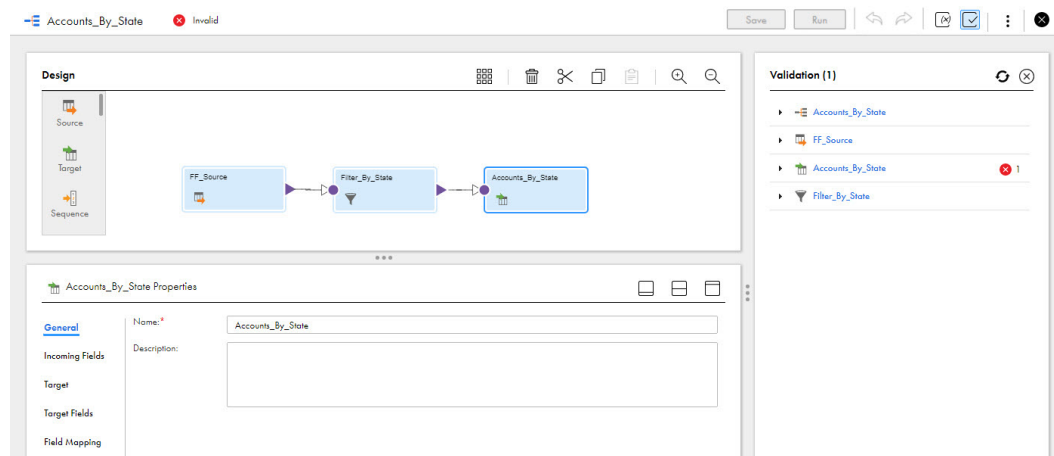 Accounts_By_State Invalid Save Run
Design
Source
Target
Sequence
FF_Source
Filter_By_State
Accounts_By_State
Validation (1)
Accounts_By_State
FF_Source
Accounts_By_State 1
Filter_By_State
Accounts_By_State Properties
General
Incoming Fields
Target
Target Fields
Field Mapping
Name:* Accounts_By_State
Description: